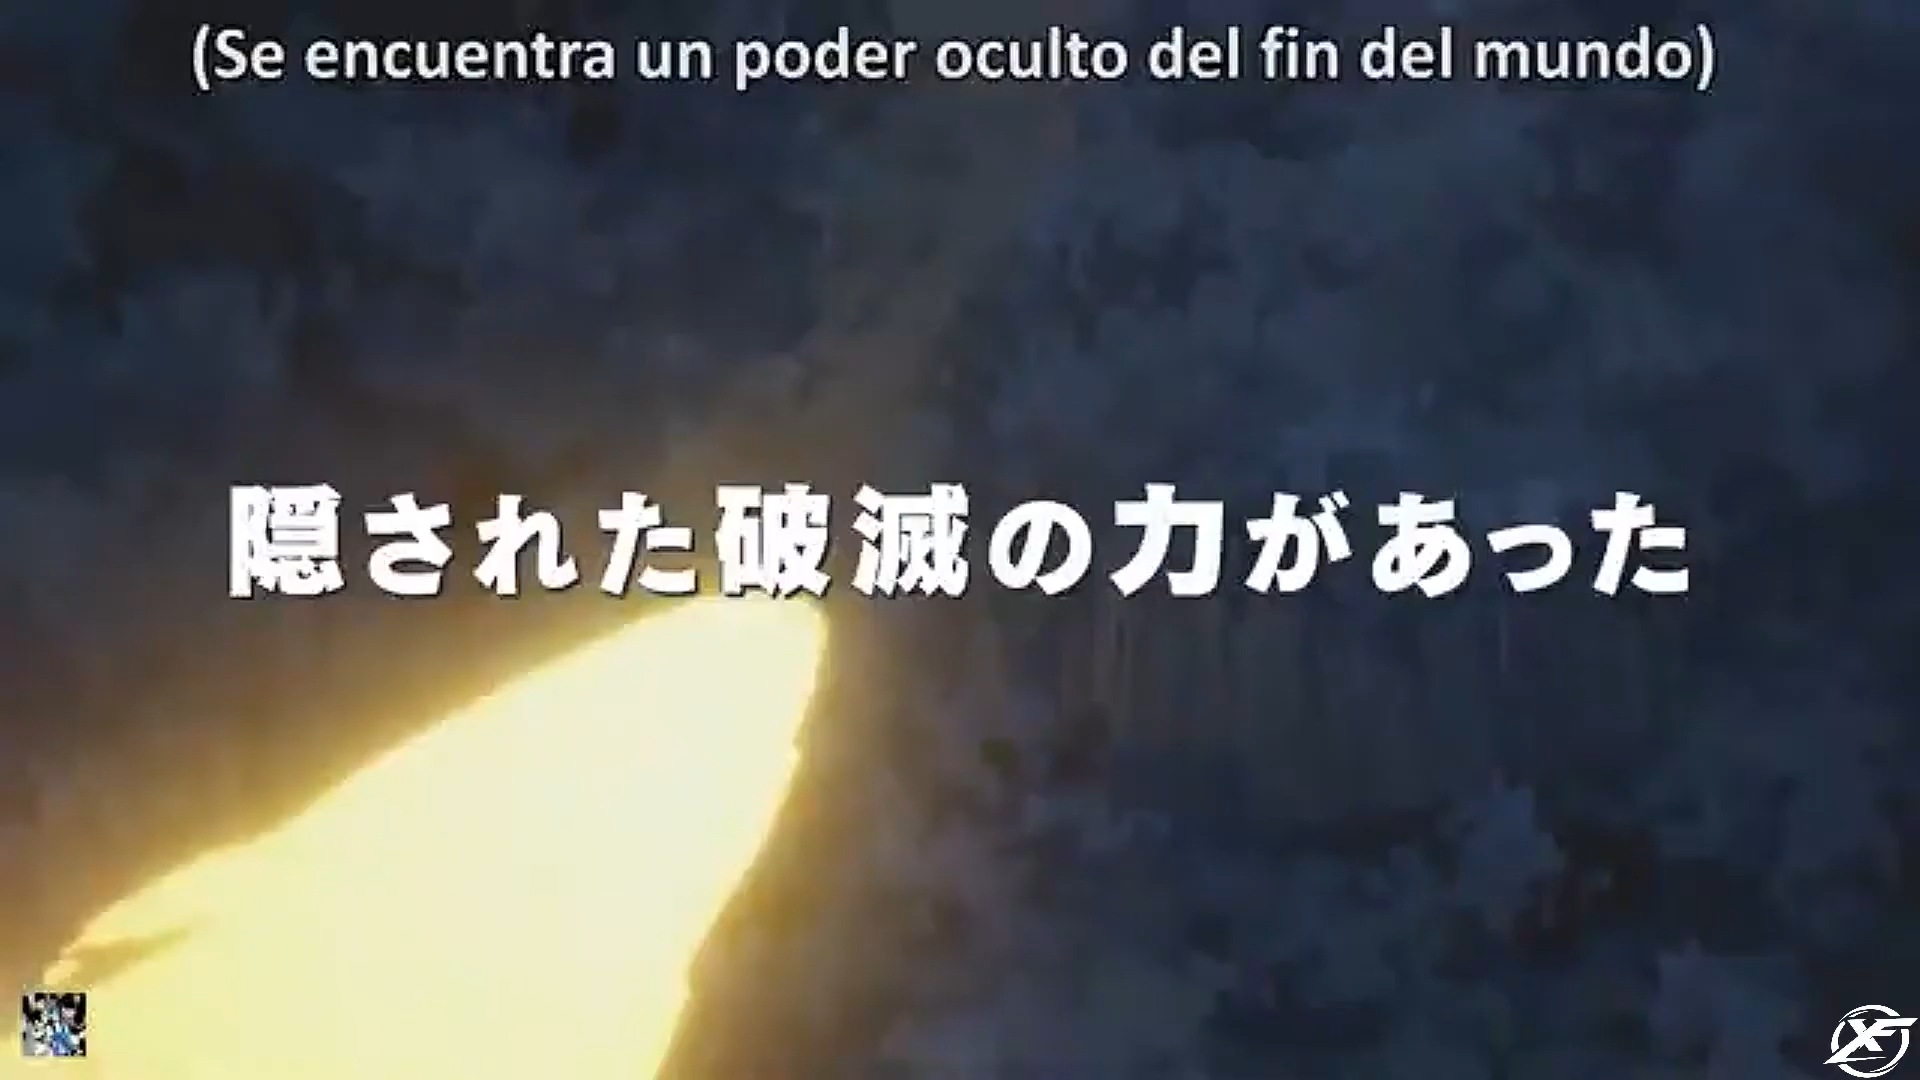 (Se encuentra un poder oculto del fin del mundo)
隠された破滅の力があった
XF